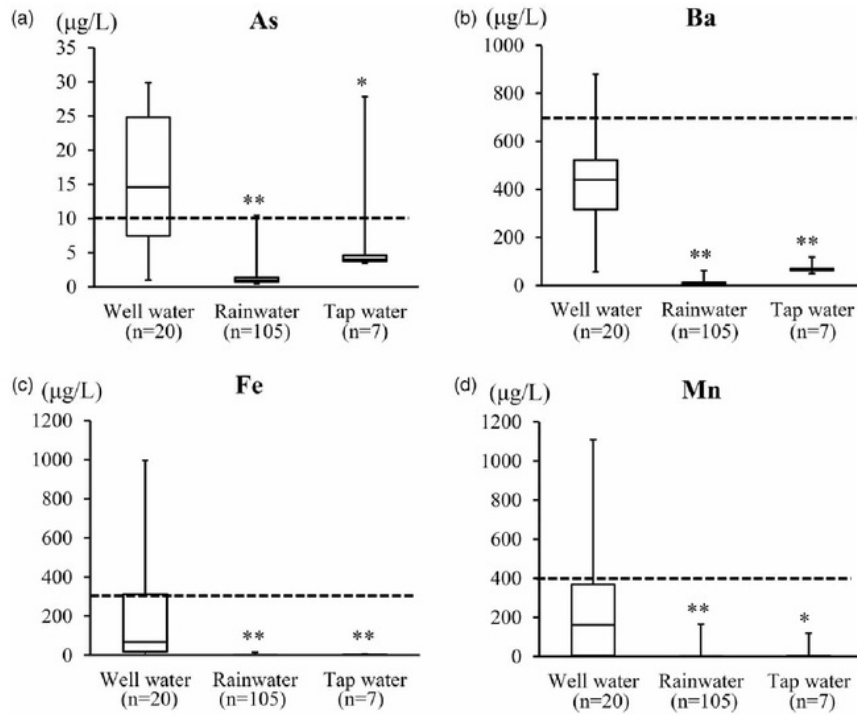 (a) (μg/L) As
35
30
25
20
15
10
5
0
* 
**
Well water Rainwater Tap water
(n=20) (n=105) (n=7)
(b) (μg/L) Ba
1000
800
600
400
200
0
** **
Well water Rainwater Tap water
(n=20) (n=105) (n=7)
(c) (μg/L) Fe
1200
1000
800
600
400
200
0
** **
Well water Rainwater Tap water
(n=20) (n=105) (n=7)
(d) (μg/L) Mn
1200
1000
800
600
400
200
0
** *
Well water Rainwater Tap water
(n=20) (n=105) (n=7)